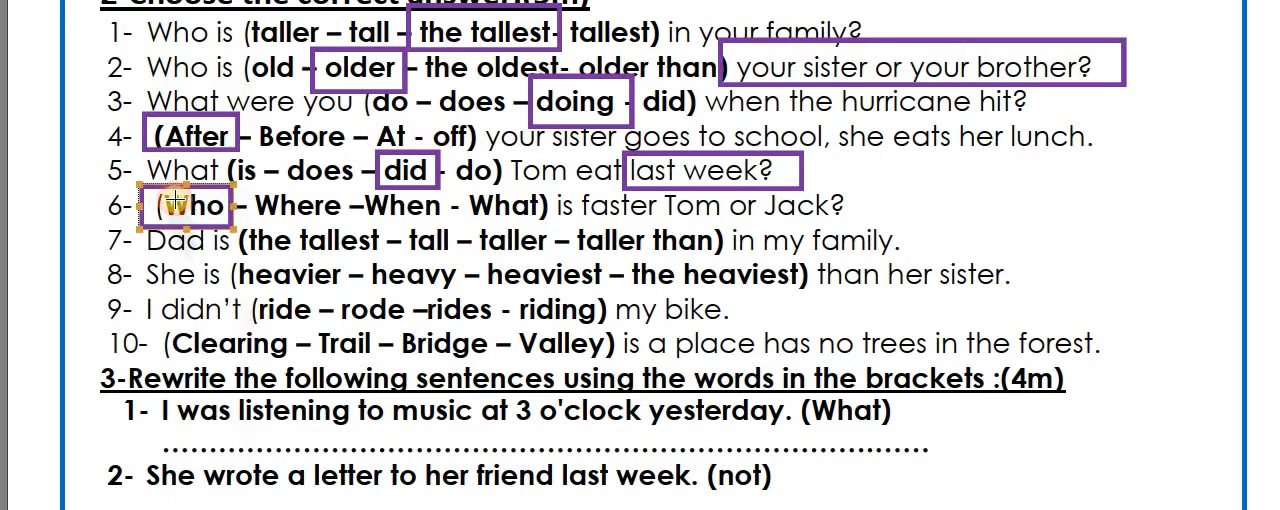 2-Choose the correct answer:(5m)
1- Who is (taller – tall – the tallest- tallest) in your family?
2- Who is (old – older – the oldest- older than) your sister or your brother?
3- What were you (do – does – doing - did) when the hurricane hit?
4- (After – Before – At - off) your sister goes to school, she eats her lunch.
5- What (is – does – did - do) Tom eat last week?
6- (Who – Where –When - What) is faster Tom or Jack?
7- Dad is (the tallest – tall – taller – taller than) in my family.
8- She is (heavier – heavy – heaviest – the heaviest) than her sister.
9- I didn't (ride – rode –rides - riding) my bike.
10- (Clearing – Trail – Bridge – Valley) is a place has no trees in the forest.
3-Rewrite the following sentences using the words in the brackets :(4m)
1- I was listening to music at 3 o'clock yesterday. (What)
2- She wrote a letter to her friend last week. (not)